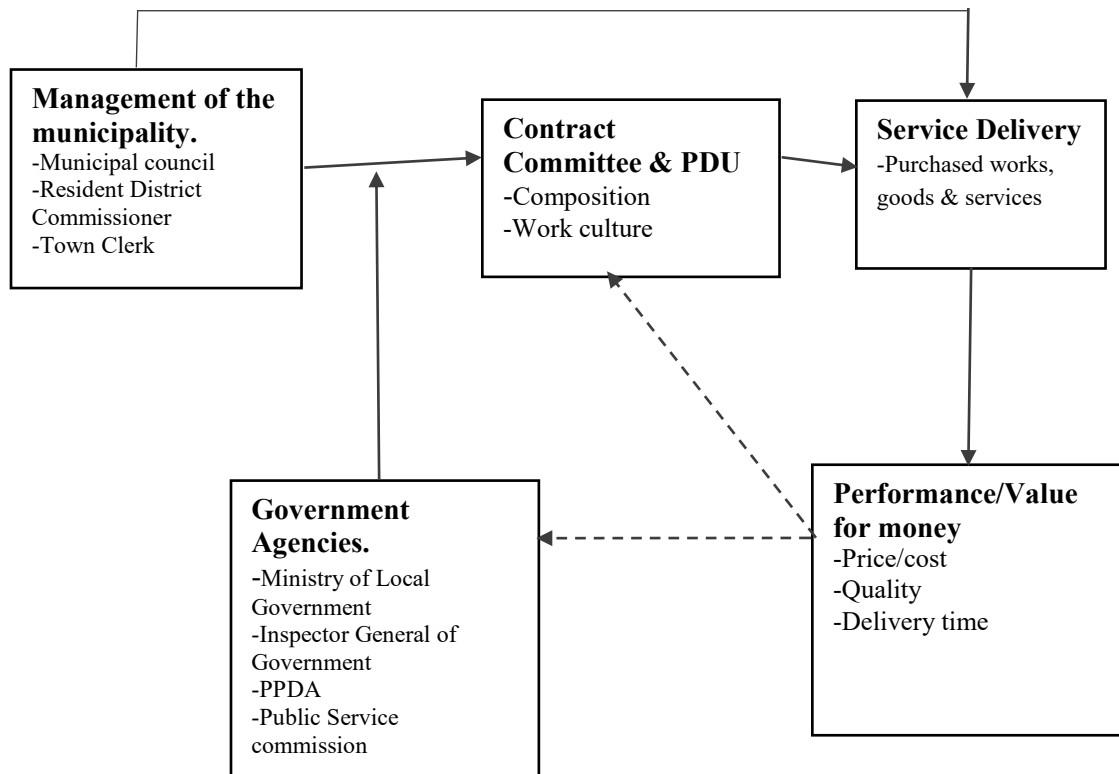 Management of the
municipality.
-Municipal council
-Resident District
Commissioner
-Town Clerk
Contract
Committee & PDU
-Composition
-Work culture
Service Delivery
-Purchased works,
goods & services
Government
Agencies.
-Ministry of Local
Government
-Inspector General of
Government
-PPDA
-Public Service
commission
Performance/Value
for money
-Price/cost
-Quality
-Delivery time